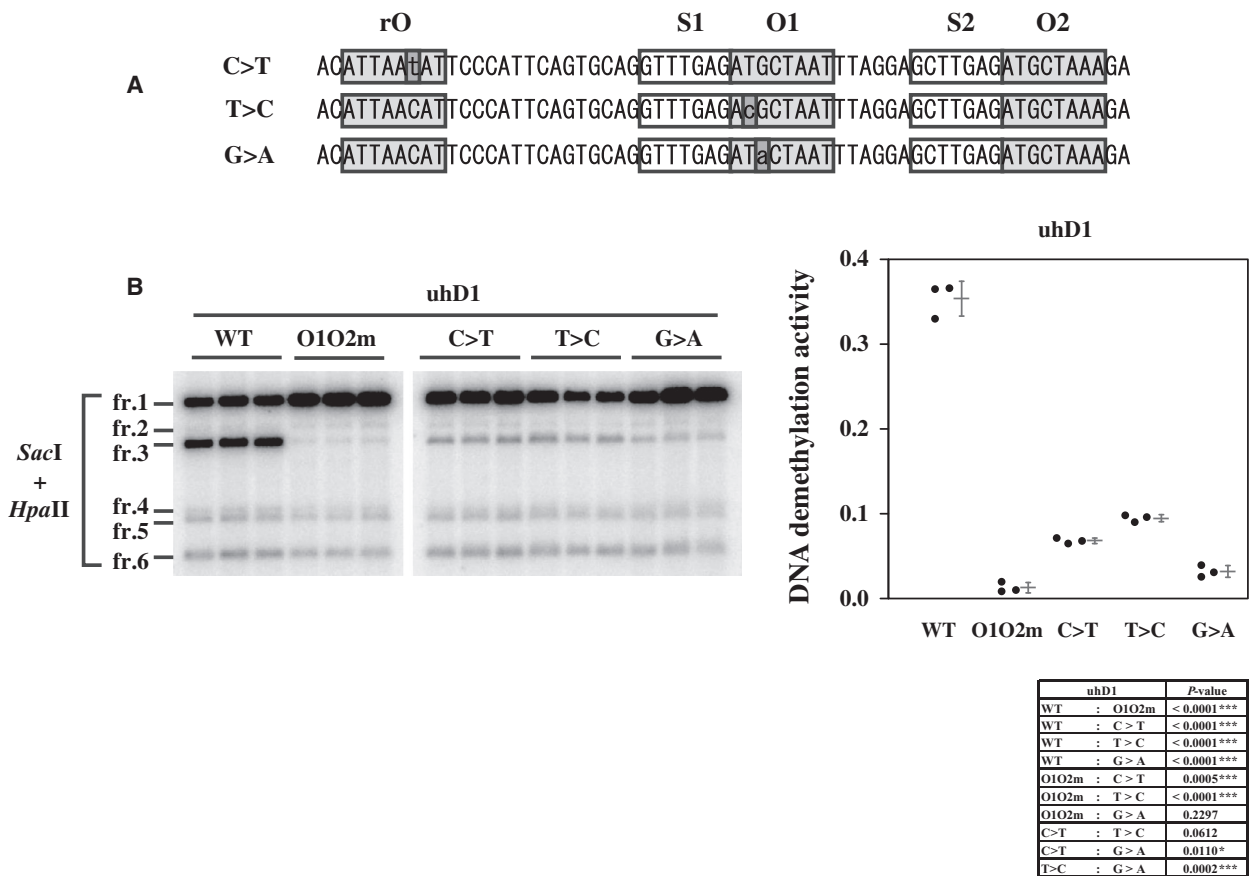 rO S1 O1 S2 O2
A
C>T ACATTAAtATTCCCATTCAGTGCAGGTTTGAGATGCTAATTTAGGAGCTTGAGATGCTAAAGA
T>C ACATTAACATTCCCATTCAGTGCAGGTTTGAGAcGCTAATTTAGGAGCTTGAGATGCTAAAGA
G>A ACATTAACATTCCCATTCAGTGCAGGTTTGAGATaCTAATTTAGGAGCTTGAGATGCTAAAGA
B
uhD1
WT O1O2m C>T T>C G>A
SacI
+
HpaII
fr.1
fr.2
fr.3
fr.4
fr.5
fr.6
uhD1
DNA demethylation activity
0.4
0.3
0.2
0.1
0.0
WT O1O2m C>T T>C G>A
uhD1 P-value
WT : O1O2m < 0.0001***
WT : C > T < 0.0001***
WT : T > C < 0.0001***
WT : G > A < 0.0001***
O1O2m : C > T 0.0005***
O1O2m : T > C < 0.0001***
O1O2m : G > A 0.2297
C>T : T > C 0.0612
C>T : G > A 0.0110*
T>C : G > A 0.0002***